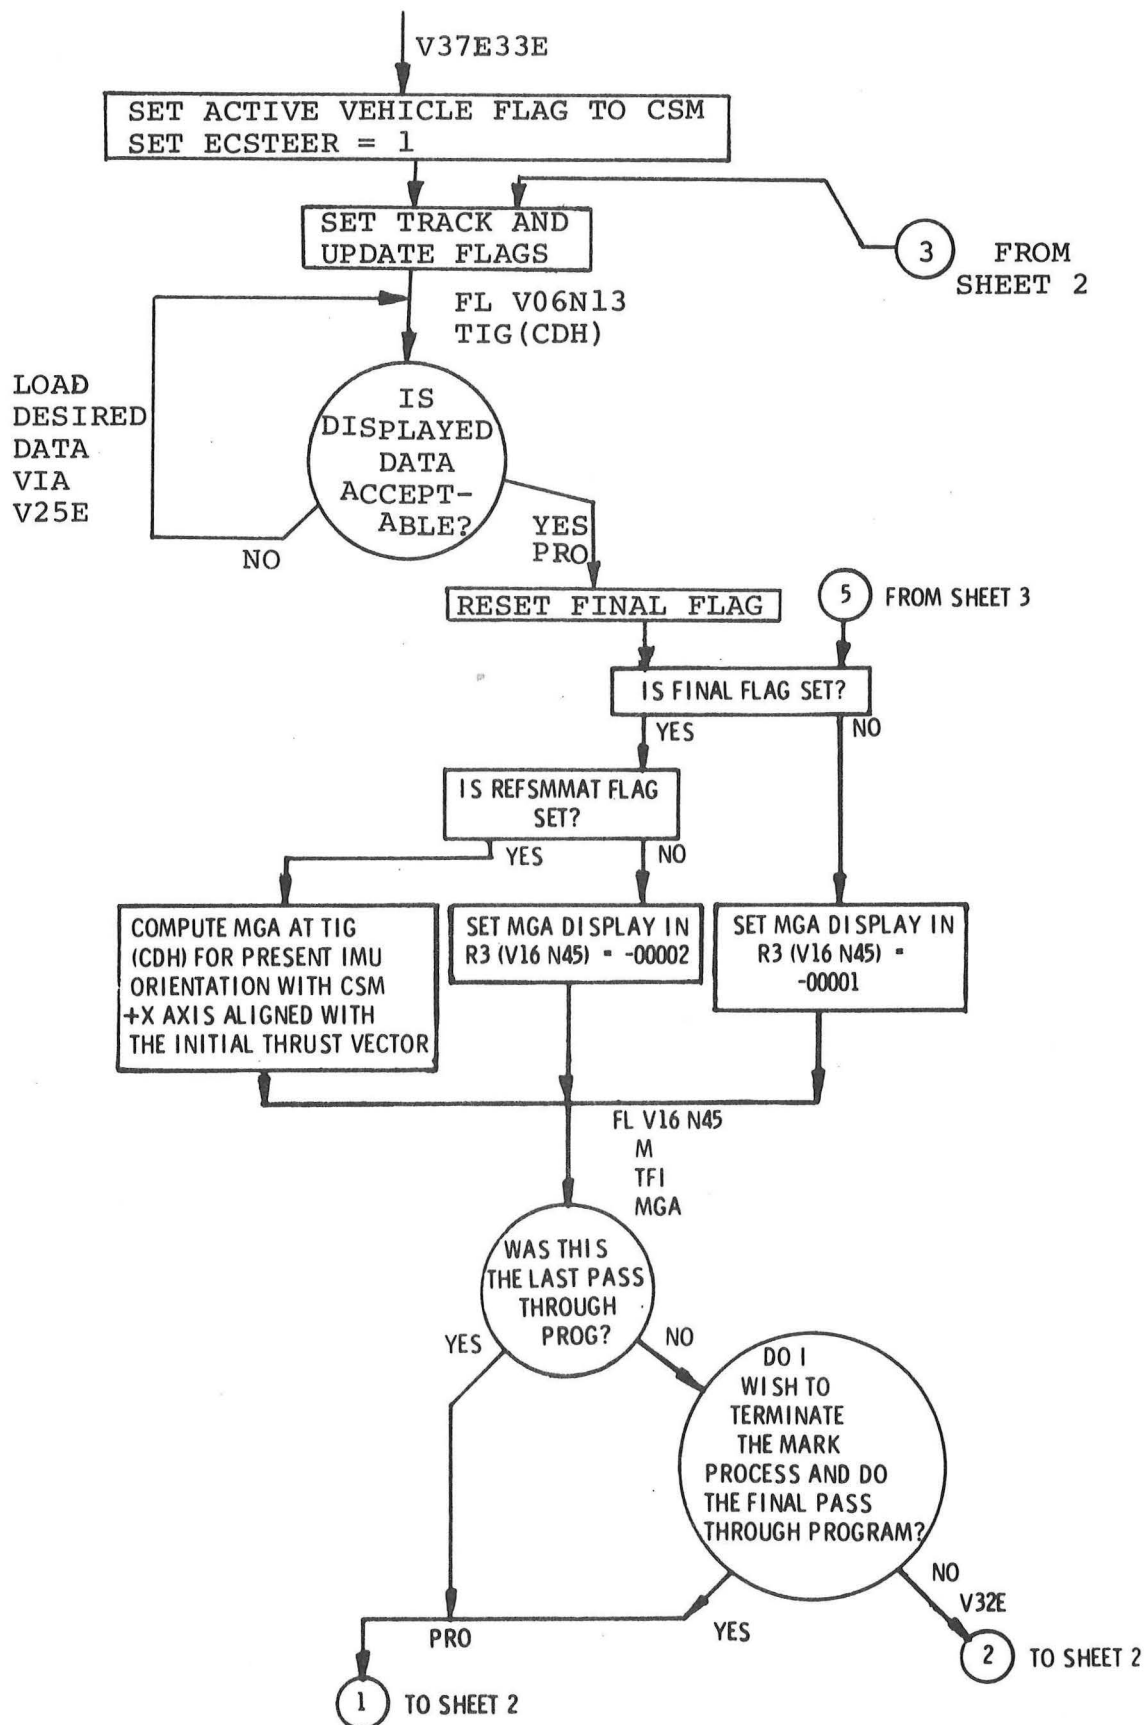 V37E33E
SET ACTIVE VEHICLE FLAG TO CSM
SET ECSTEER = 1
SET TRACK AND
UPDATE FLAGS
3
FROM
SHEET 2
FL V06N13
TIG(CDH)
LOAD
DESIRED
DATA
VIA
V25E
IS
DISPLAYED
DATA
ACCEPT-
ABLE?
NO
YES
PRO
RESET FINAL FLAG
5
FROM SHEET 3
IS FINAL FLAG SET?
YES
NO
IS REFSMMAT FLAG
SET?
YES
NO
COMPUTE MGA AT TIG
(CDH) FOR PRESENT IMU
ORIENTATION WITH CSM
+X AXIS ALIGNED WITH
THE INITIAL THRUST VECTOR
SET MGA DISPLAY IN
R3 (V16 N45) = -00002
SET MGA DISPLAY IN
R3 (V16 N45) =
-00001
FL V16 N45
M
TFI
MGA
WAS THIS
THE LAST PASS
THROUGH
PROG?
YES
NO
DO I
WISH TO
TERMINATE
THE MARK
PROCESS AND DO
THE FINAL PASS
THROUGH PROGRAM?
NO
V32E
YES
PRO
2
TO SHEET 2
1
TO SHEET 2